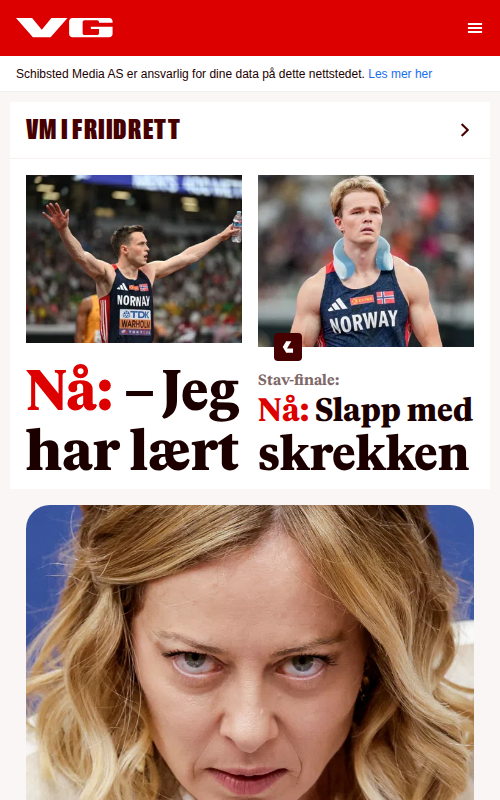 VG
Schibsted Media AS er ansvarlig for dine data på dette nettstedet. Les mer her
VM I FRIIDRETT
NORWAY
TDK
WARHOLM
NORWAY
Nå: – Jeg
har lært
Stav-finale:
Nå: Slapp med
skrekken